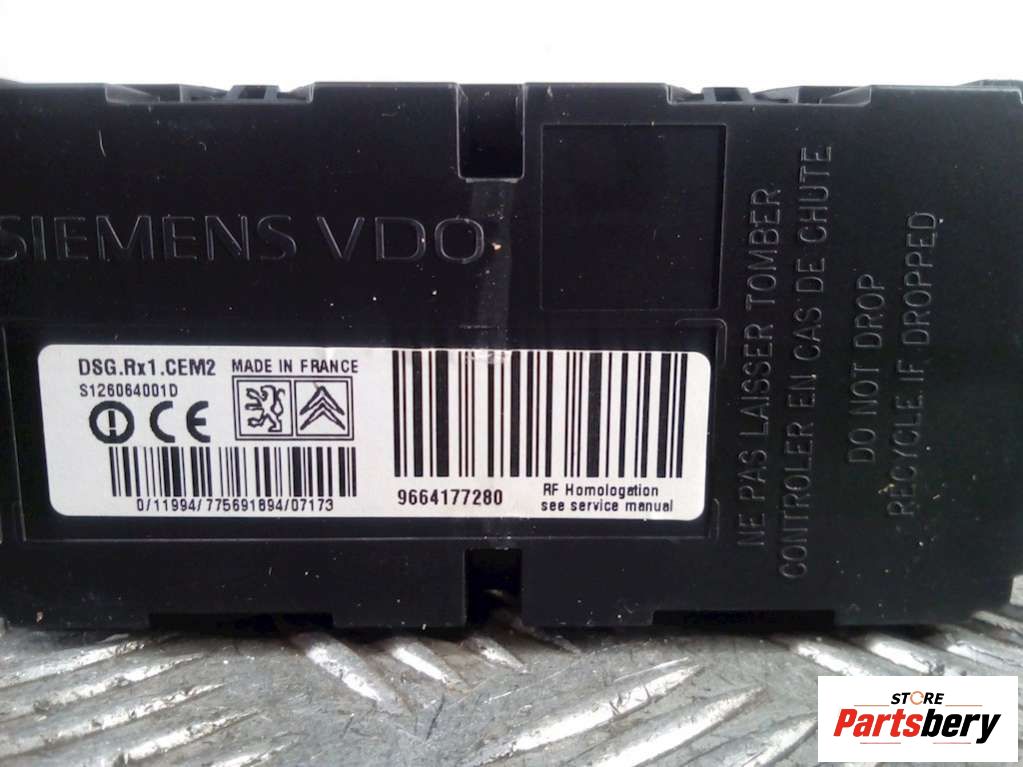 SIEMENS VDO
DSG.Rx1.CEM2 MADE IN FRANCE
S126064001D
CE
0/11994/775691894/07173
9664177280
RF Homologation
see service manual
NE PAS LAISSER TOMBER
CONTROLER EN CAS DE CHUTE
DO NOT DROP
RECYCLE IF DROPPED
STORE
Partsbery